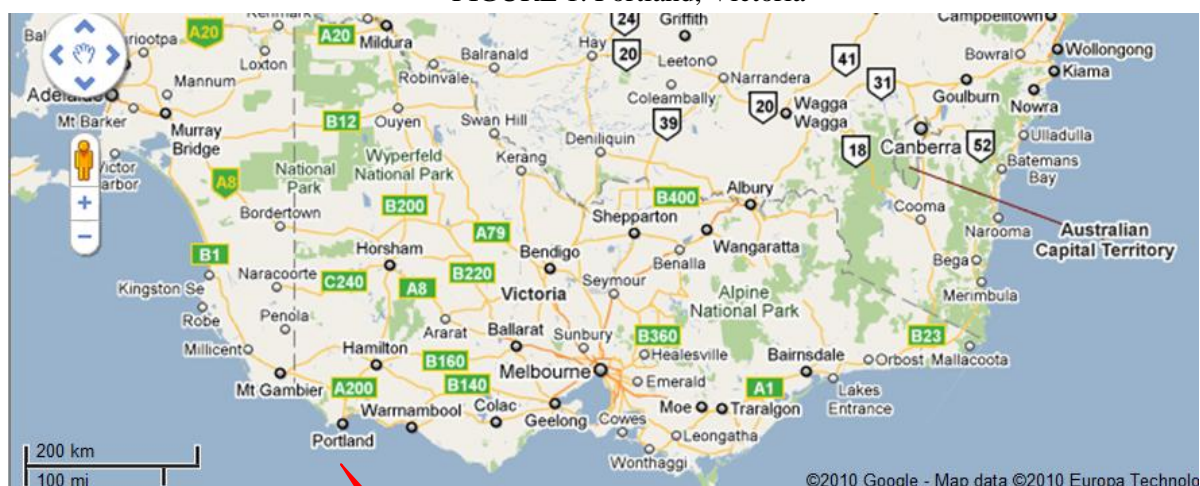 FIGURE 1: Portland, Victoria
A20
A20
Mildura
Balranald
Hay
24
20
Griffith
Leeton
Campbelltown
Bowral
Wollongong
Kiama
41
31
Loxton
Robinvale
Mannum
Narrandera
Coleambally
Goulburn
Nowra
Adelaide
Mt Barker
Murray
Bridge
B12
Ouyen
Swan Hill
39
20
Wagga
Wagga
Ulladulla
Deniliquin
18
Canberra
52
Batemans
Bay
National
Park
Wyperfeld
National Park
Kerang
A8
B400
Albury
Cooma
Narooma
Australian
Capital Territory
Bordertown
B200
Shepparton
A79
Wangaratta
B1
Horsham
Bendigo
Benalla
Bega
Kingston Se
Naracoorte
C240
A8
B220
Seymour
Victoria
Alpine
National Park
Merimbula
Robe
Penola
Ararat
Ballarat
Sunbury
B360
B23
Millicent
Hamilton
B160
Healesville
Bairnsdale
Orbost
Mallacoota
Melbourne
Mt Gambier
A200
B140
Emerald
A1
Lakes
Entrance
Warrnambool
Colac
Geelong
Cowes
Moe
Traralgon
Portland
Leongatha
Wonthaggi
200 km
100 mi
©2010 Google - Map data ©2010 Europa Technolo